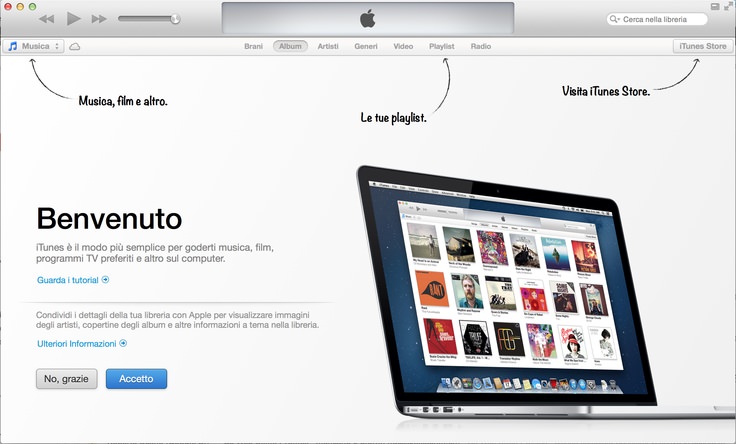 Cerca nella libreria
Musica
Brani Album Artisti Generi Video Playlist Radio
iTunes Store
Musica, film e altro.
Le tue playlist.
Visita iTunes Store.
Benvenuto
iTunes è il modo più semplice per goderti musica, film,
programmi TV preferiti e altro sul computer.
Guarda i tutorial
Condividi i dettagli della tua libreria con Apple per visualizzare immagini
degli artisti, copertine degli album e altre informazioni a terna nella libreria.
Ulteriori Informazioni
No, grazie
Accetto